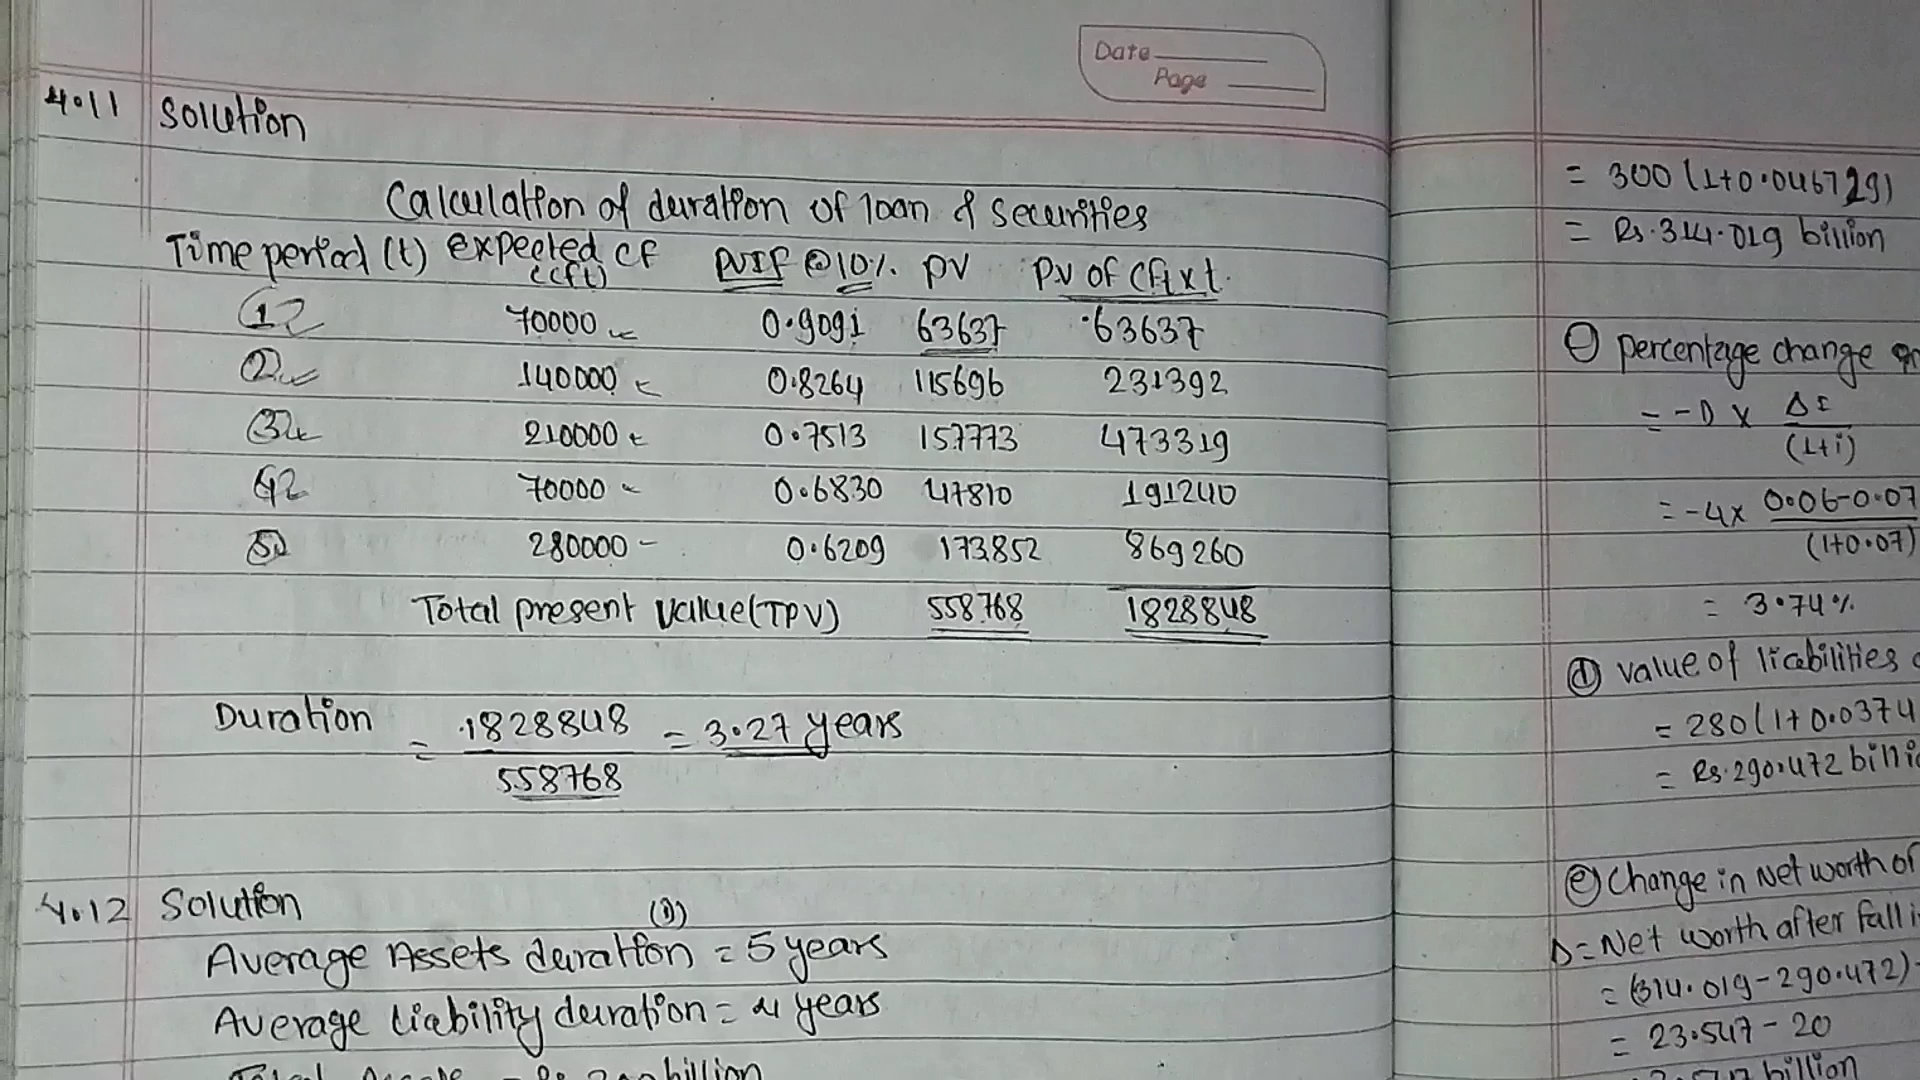 Date
Page
4.11 Solution
Calculation of duration of loan & securities
Time period (t) expected CF (cft) PVIF @10% PV P.V of CFt x t.
1 70000 0.9091 63637 63637
2 140000 0.8264 115696 231392
3 210000 0.7513 157773 473319
4 70000 0.6830 47810 191240
5 280000 0.6209 173852 869260
Total present value (TPV) 558768 1828848
Duration = 1828848 / 558768 = 3.27 years
4.12 Solution
Average Assets duration = 5 years
Average liability duration = 4 years
= 300 (1+0.046729)
= Rs. 314.019 billion
percentage change
= -D x ΔI / (1+i)
= -4x 0.06-0.07 / (1+0.07)
= 3.74%
d value of liabilities
= 280(1+0.0374
= Rs. 290.472
e Change in Net worth of
Δ= Net worth after fall
= (314.019-290.472)-
= 23.547-20
billion